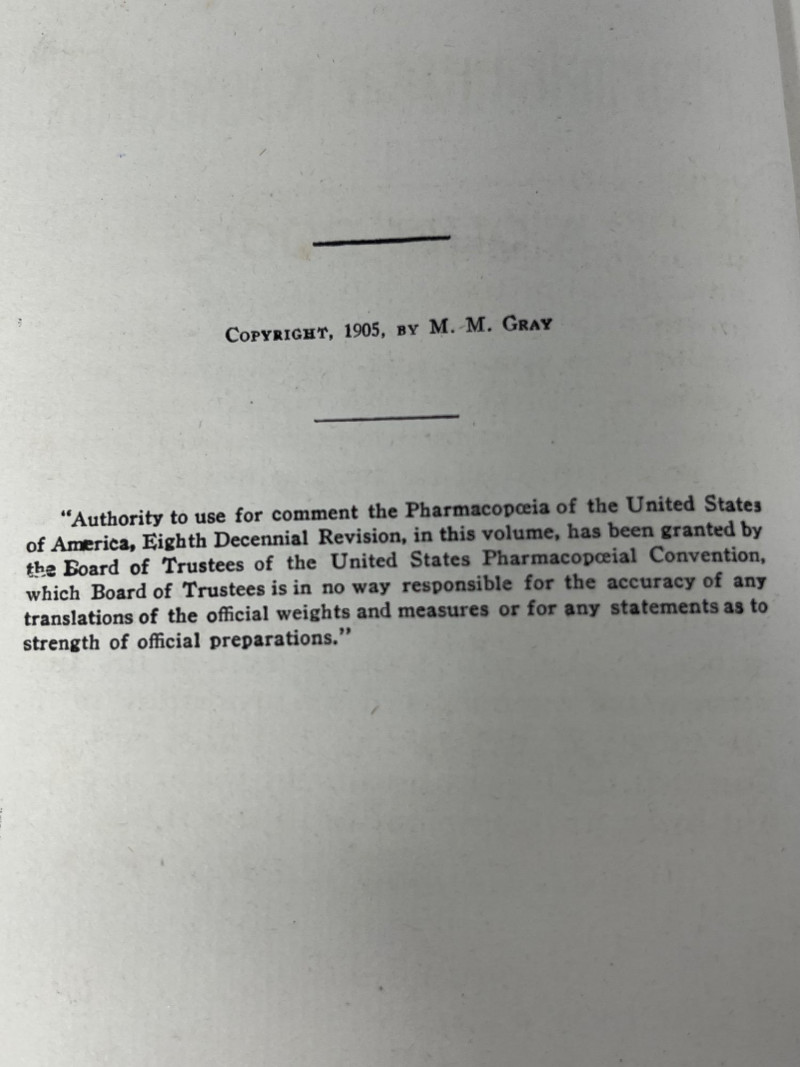 COPYRIGHT, 1905, BY M. M. GRAY
"Authority to use for comment the Pharmacopœia of the United States
of America, Eighth Decennial Revision, in this volume, has been granted by
the Board of Trustees of the United States Pharmacopœial Convention,
which Board of Trustees is in no way responsible for the accuracy of any
translations of the official weights and measures or for any statements as to
strength of official preparations."